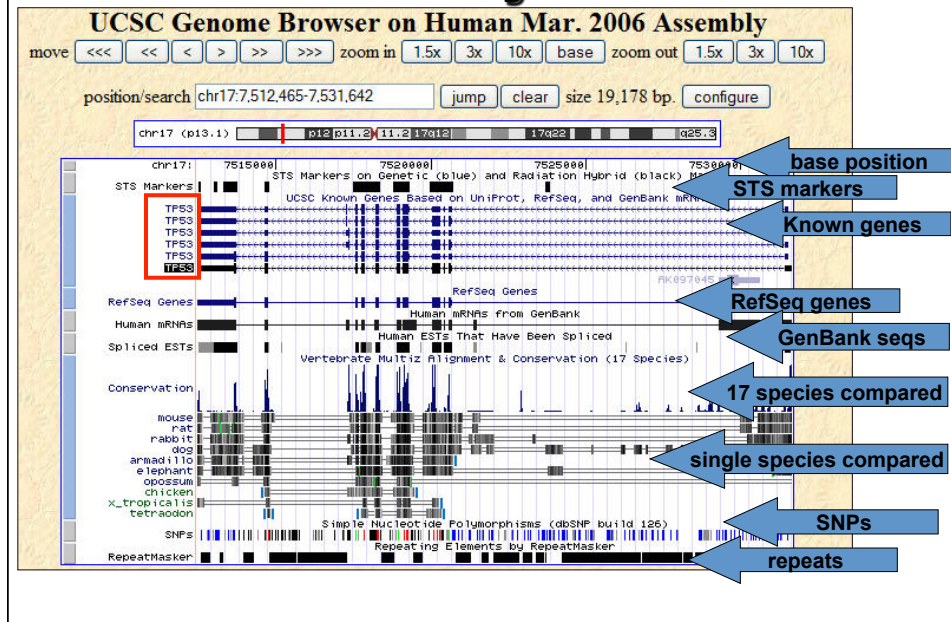 UCSC Genome Browser on Human Mar. 2006 Assembly
move <<< << < > >> >>> zoom in 1.5x 3x 10x base zoom out 1.5x 3x 10x
position/search chr17:7,512,465-7,531,642 jump clear size 19,178 bp. configure
chr17 (p13.1) p12 p11.2 11.2 17q12 17q22 q25.3
chr17: 7515000| 7520000| 7525000| 7530000| base position
STS Markers on Genetic (blue) and Radiation Hybrid (black)
STS Markers STS markers
UCSC Known Genes Based on UniProt, RefSeq, and GenBank
TP53
TP53 Known genes
TP53
TP53
TP53
TP53
AK097045
RefSeq Genes
RefSeq Genes RefSeq genes
Human mRNAs from GenBank
Human mRNAs
Human ESTs That Have Been Spliced GenBank seqs
Spliced ESTs
Vertebrate Multiz Alignment & Conservation (17 Species)
Conservation 17 species compared
mouse
rat
rabbit
dog
armadillo single species compared
elephant
opossum
chicken
x_tropicalis
tetraodon
Simple Nucleotide Polymorphisms (dbSNP build 126) SNPs
SNPs
Repeating Elements by RepeatMasker
RepeatMasker repeats